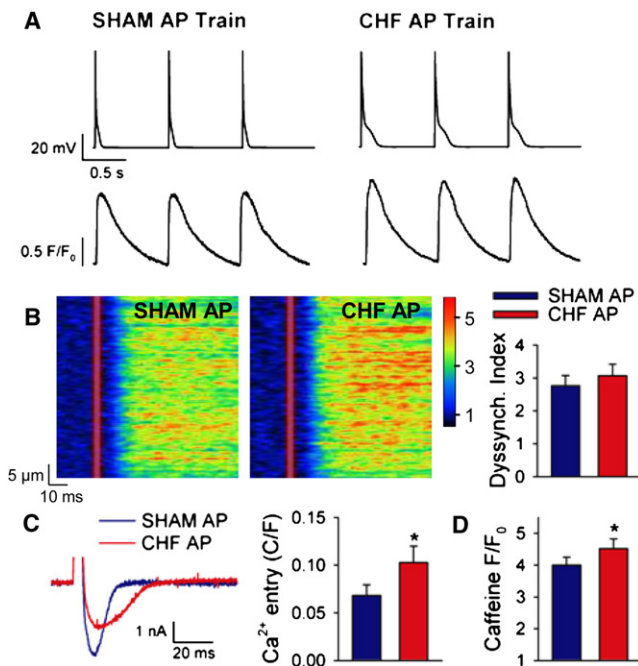 A
SHAM AP Train
CHF AP Train
20 mV
0.5 s
0.5 F/F₀
B
SHAM AP
CHF AP
5
3
1
5 µm
10 ms
SHAM AP
CHF AP
Dyssynch. Index
4
3
2
1
0
C
SHAM AP
CHF AP
1 nA
20 ms
Ca²⁺ entry (C/F)
0.15
0.10
0.05
0.00
*
D
Caffeine F/F₀
5
4
3
2
1
*